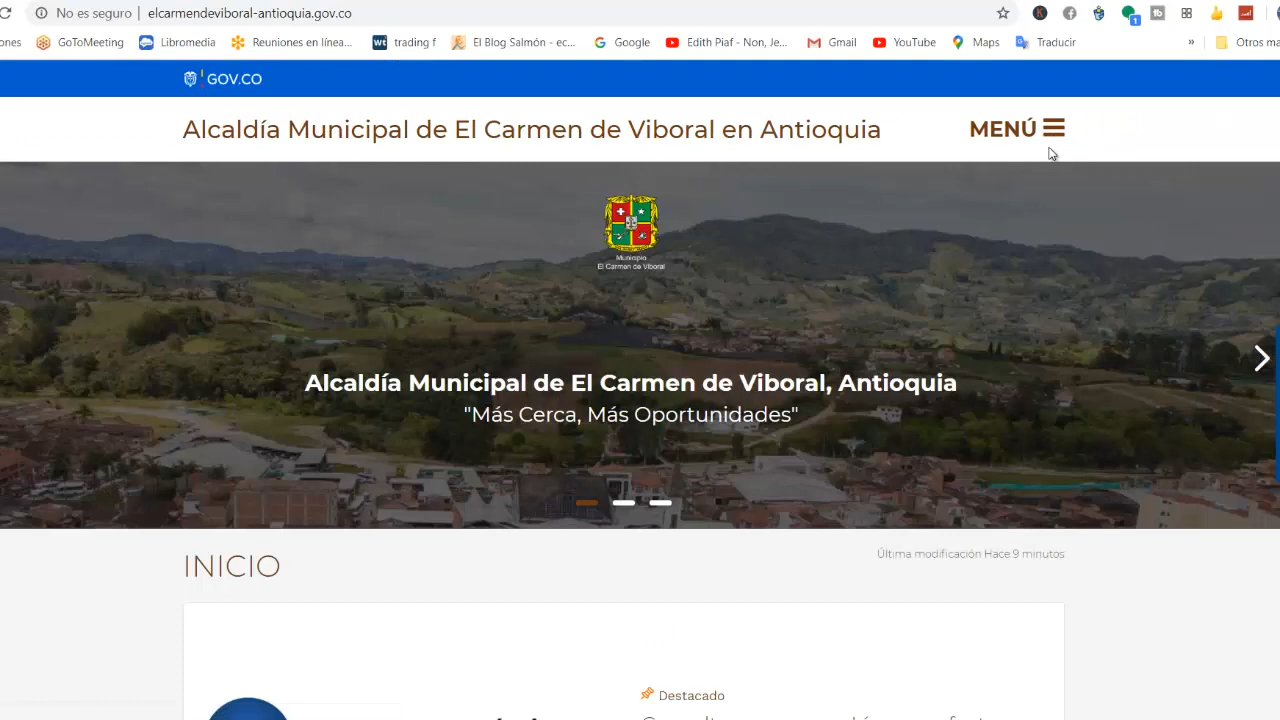 No es seguro | elcarmendeviboral-antioquia.gov.co
ones GoToMeeting Libromedia Reuniones en línea... wt trading f El Blog Salmón - ec... Google Edith Piaf - Non, Je... Gmail YouTube Maps Traducir » Otros ma
GOV.CO
Alcaldía Municipal de El Carmen de Viboral en Antioquia
MENÚ
Municipio
El Carmen de Viboral
Alcaldía Municipal de El Carmen de Viboral, Antioquia
"Más Cerca, Más Oportunidades"
INICIO
Última modificación Hace 9 minutos
Destacado